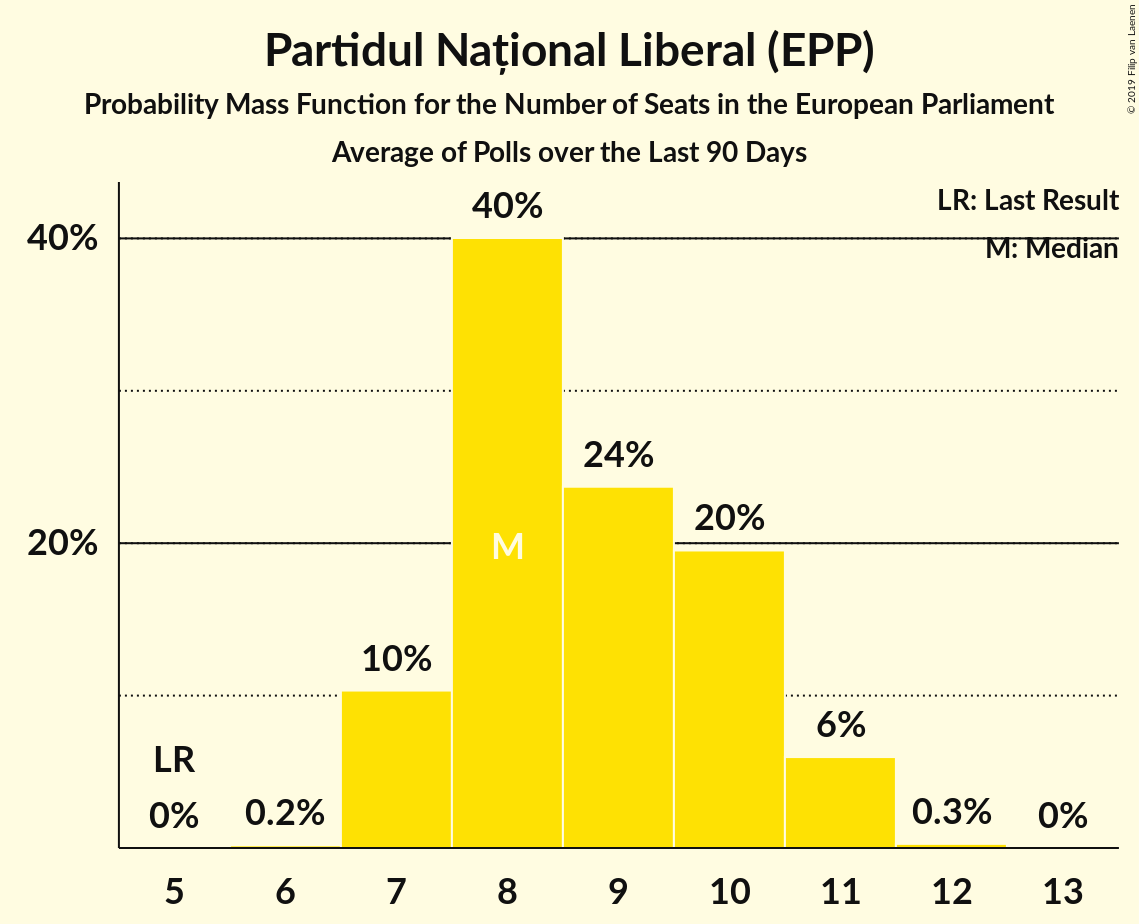 Partidul Național Liberal (EPP)
Probability Mass Function for the Number of Seats in the European Parliament
Average of Polls over the Last 90 Days
© 2019 Filip van Laenen
LR: Last Result
M: Median
40%
20%
40%
24%
20%
10%
6%
LR
0%
0.2%
0.3%
0%
M
5 6 7 8 9 10 11 12 13